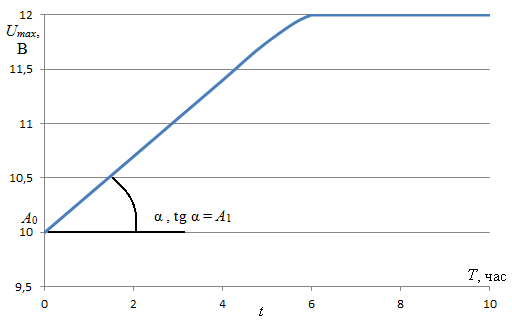 12
Umax,
В
11,5
11
10,5
α , tg α = A1
A0
10
T, час
9,5
0 2 4 6 8 10
t